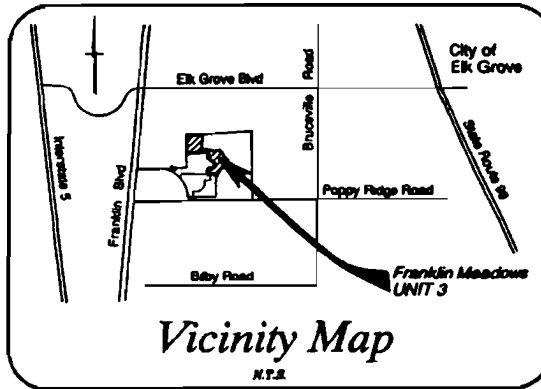 City of
Elk Grove
Elk Grove Blvd
Bruceville Road
Interstate 5
Franklin Blvd
State Route 99
Poppy Ridge Road
Bilby Road
Franklin Meadows
UNIT 3
Vicinity Map
N.T.S.